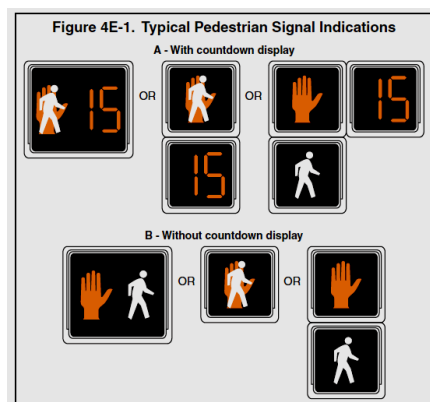 Figure 4E-1. Typical Pedestrian Signal Indications
A - With countdown display
15 OR OR 15
15
B - Without countdown display
OR OR